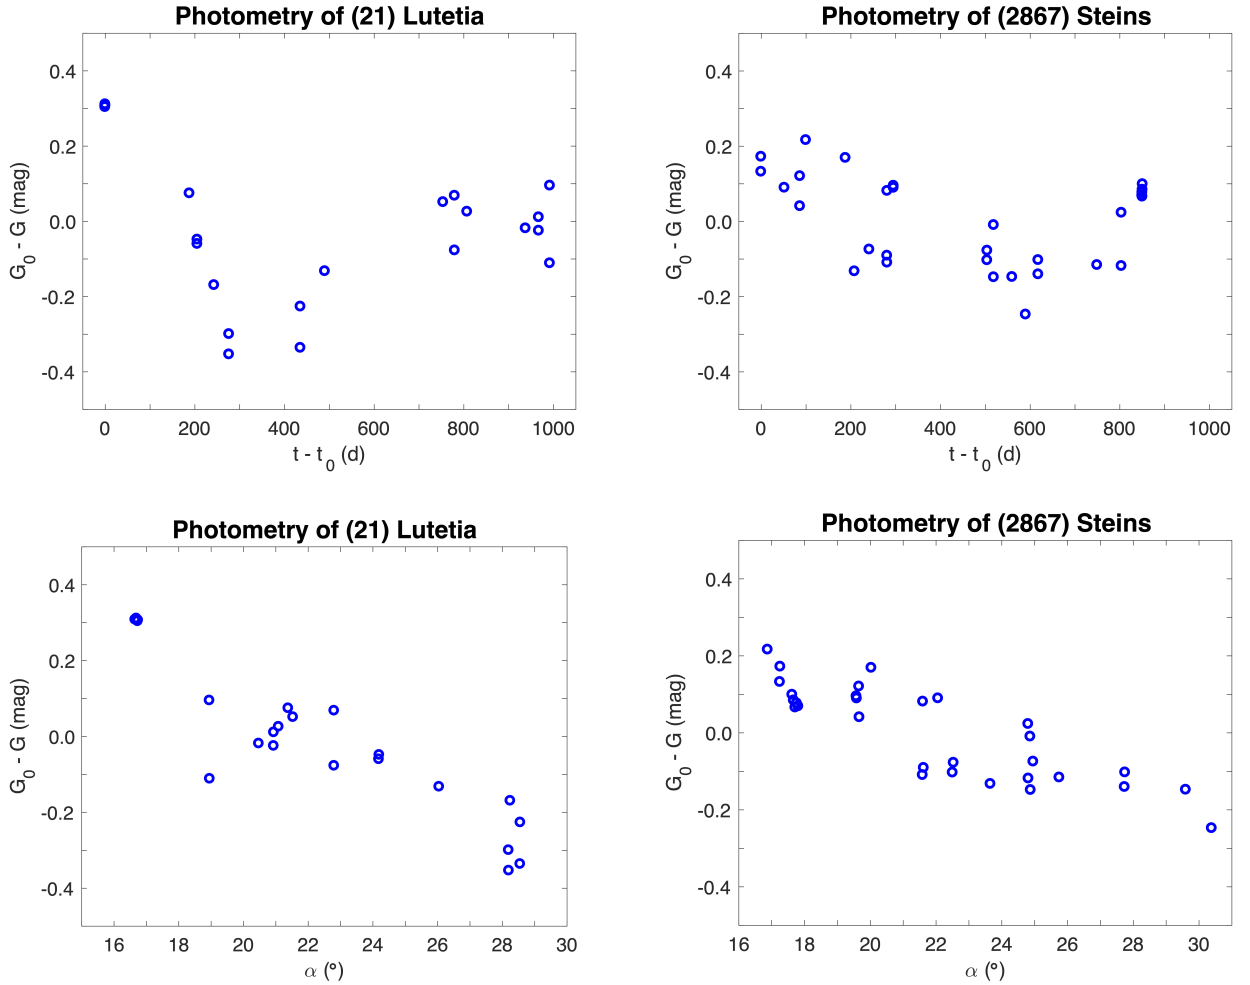 Photometry of (21) Lutetia
0.4
0.2
0.0
-0.2
-0.4
G0 - G (mag)
0 200 400 600 800 1000
t - t0 (d)
Photometry of (2867) Steins
0.4
0.2
0.0
-0.2
-0.4
G0 - G (mag)
0 200 400 600 800 1000
t - t0 (d)
Photometry of (21) Lutetia
0.4
0.2
0.0
-0.2
-0.4
G0 - G (mag)
16 18 20 22 24 26 28 30
α (°)
Photometry of (2867) Steins
0.4
0.2
0.0
-0.2
-0.4
G0 - G (mag)
16 18 20 22 24 26 28 30
α (°)